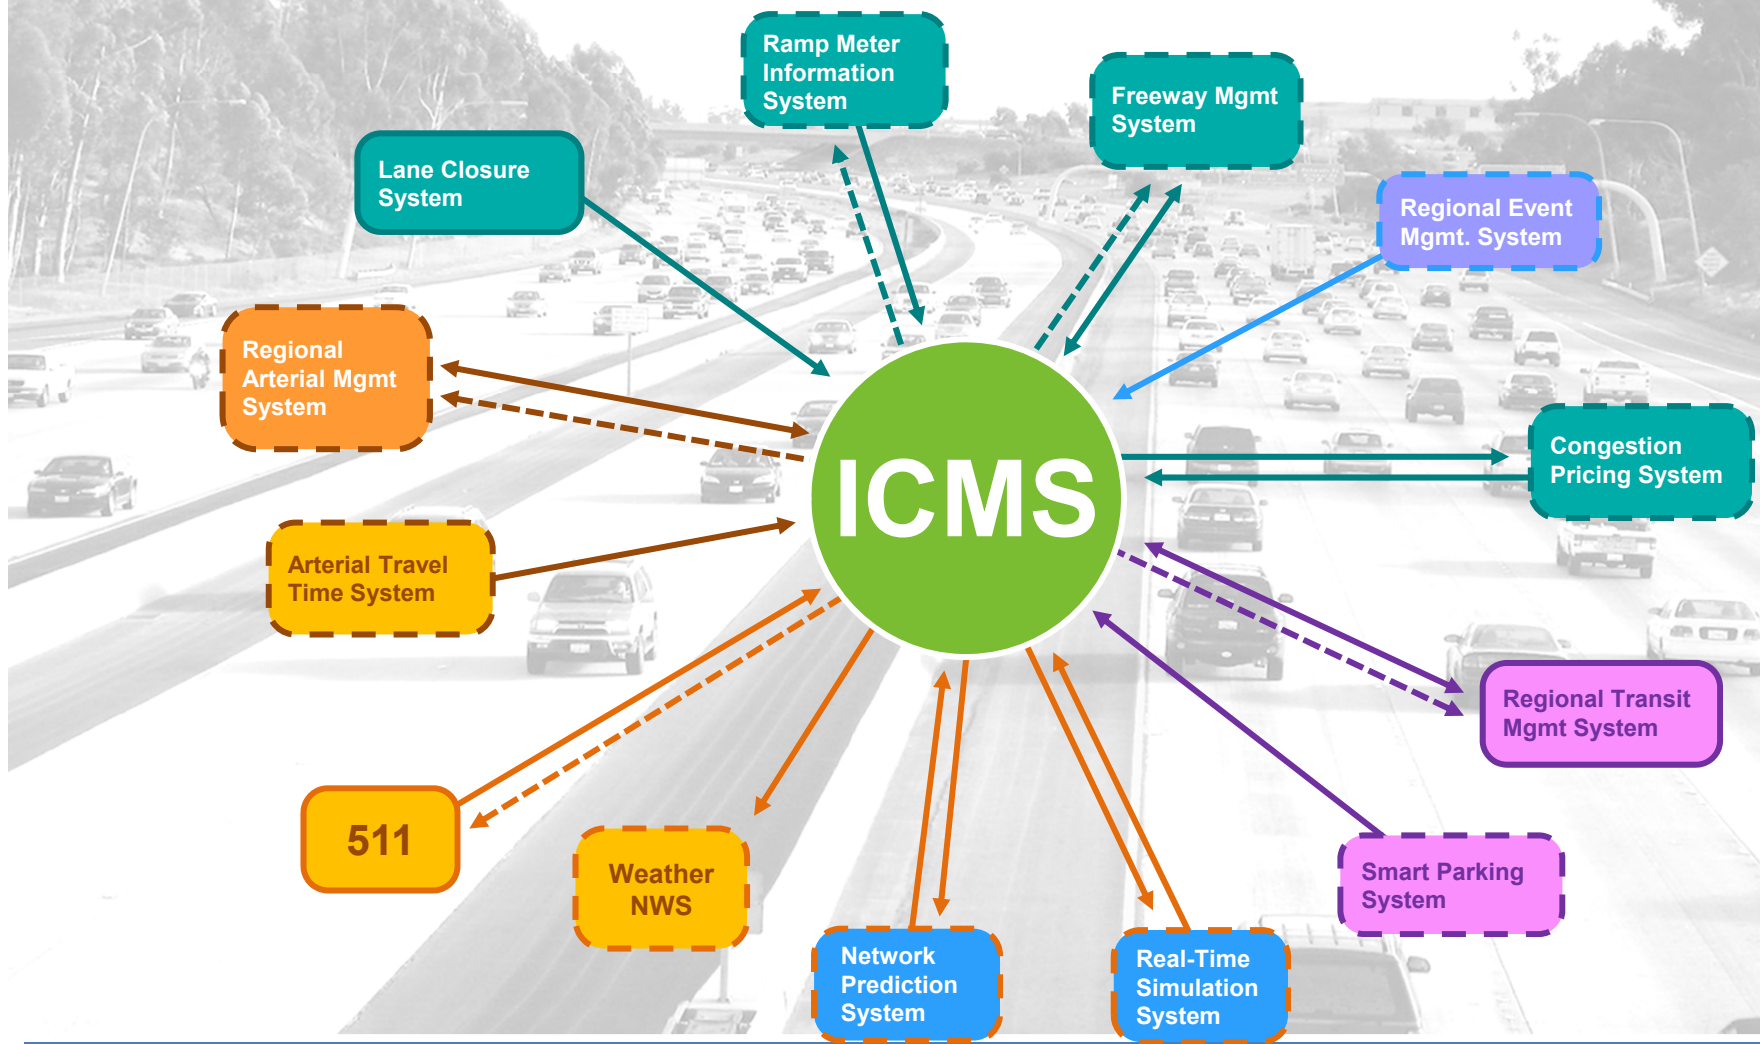 Ramp Meter
Information
System
Freeway Mgmt
System
Lane Closure
System
Regional Event
Mgmt. System
Regional
Arterial Mgmt
System
Congestion
Pricing System
ICMS
Arterial Travel
Time System
Regional Transit
Mgmt System
511
Weather
NWS
Smart Parking
System
Network
Prediction
System
Real-Time
Simulation
System